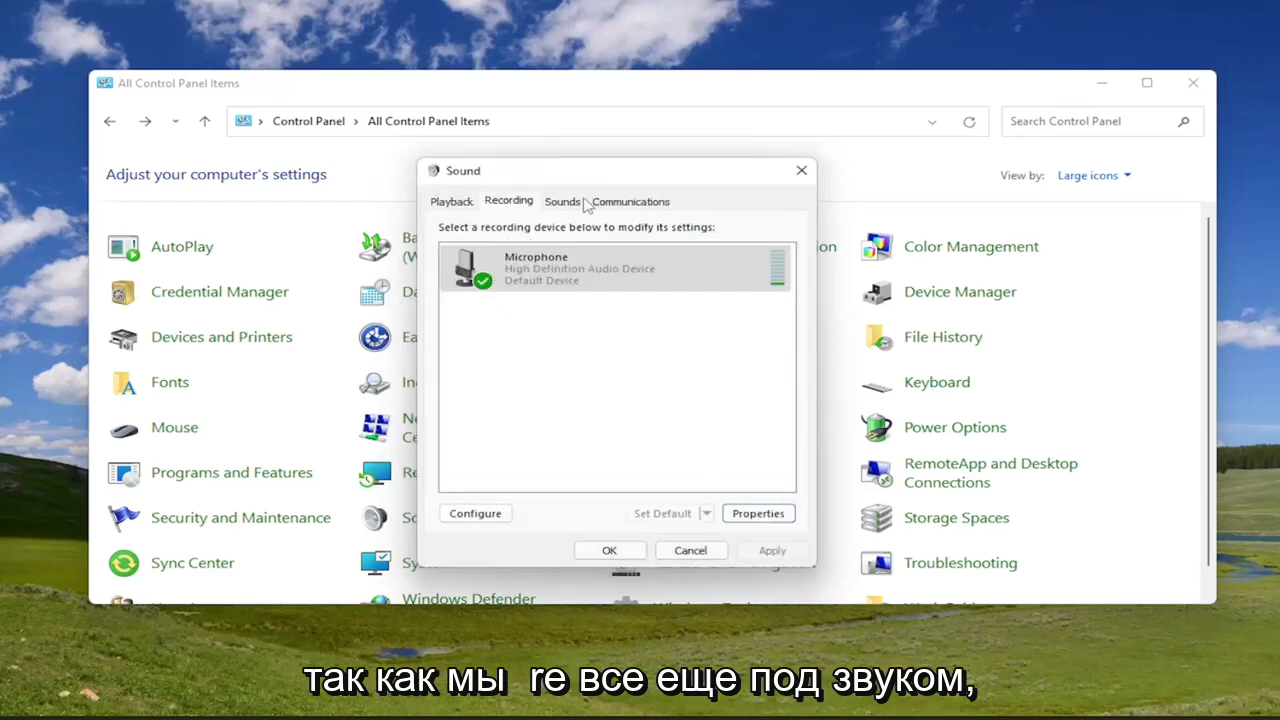 All Control Panel Items
Control Panel > All Control Panel Items
Search Control Panel
Adjust your computer's settings
View by: Large icons
Sound
Playback Recording Sounds Communications
Select a recording device below to modify its settings:
Microphone
High Definition Audio Device
Default Device
Configure
Set Default
Properties
OK
Cancel
Apply
AutoPlay
Color Management
Credential Manager
Device Manager
Devices and Printers
File History
Fonts
Keyboard
Mouse
Power Options
Programs and Features
RemoteApp and Desktop
Connections
Security and Maintenance
Storage Spaces
Sync Center
Troubleshooting
Windows Defender
так как мы re все еще под звуком,